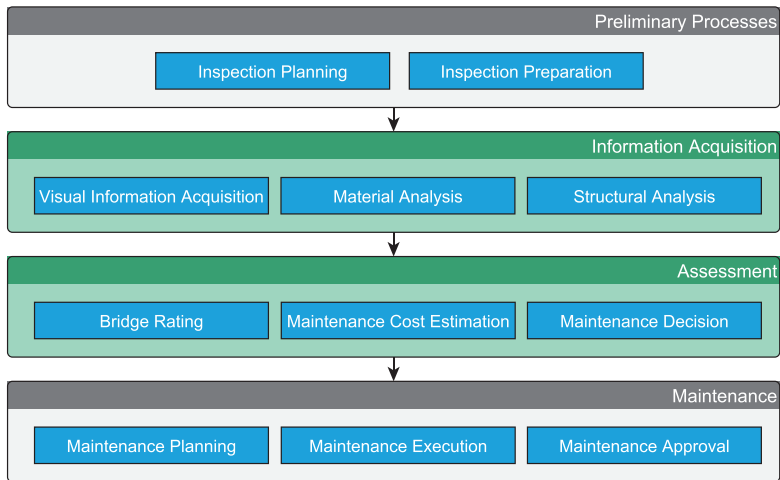 Preliminary Processes
Inspection Planning
Inspection Preparation
Information Acquisition
Visual Information Acquisition
Material Analysis
Structural Analysis
Assessment
Bridge Rating
Maintenance Cost Estimation
Maintenance Decision
Maintenance
Maintenance Planning
Maintenance Execution
Maintenance Approval